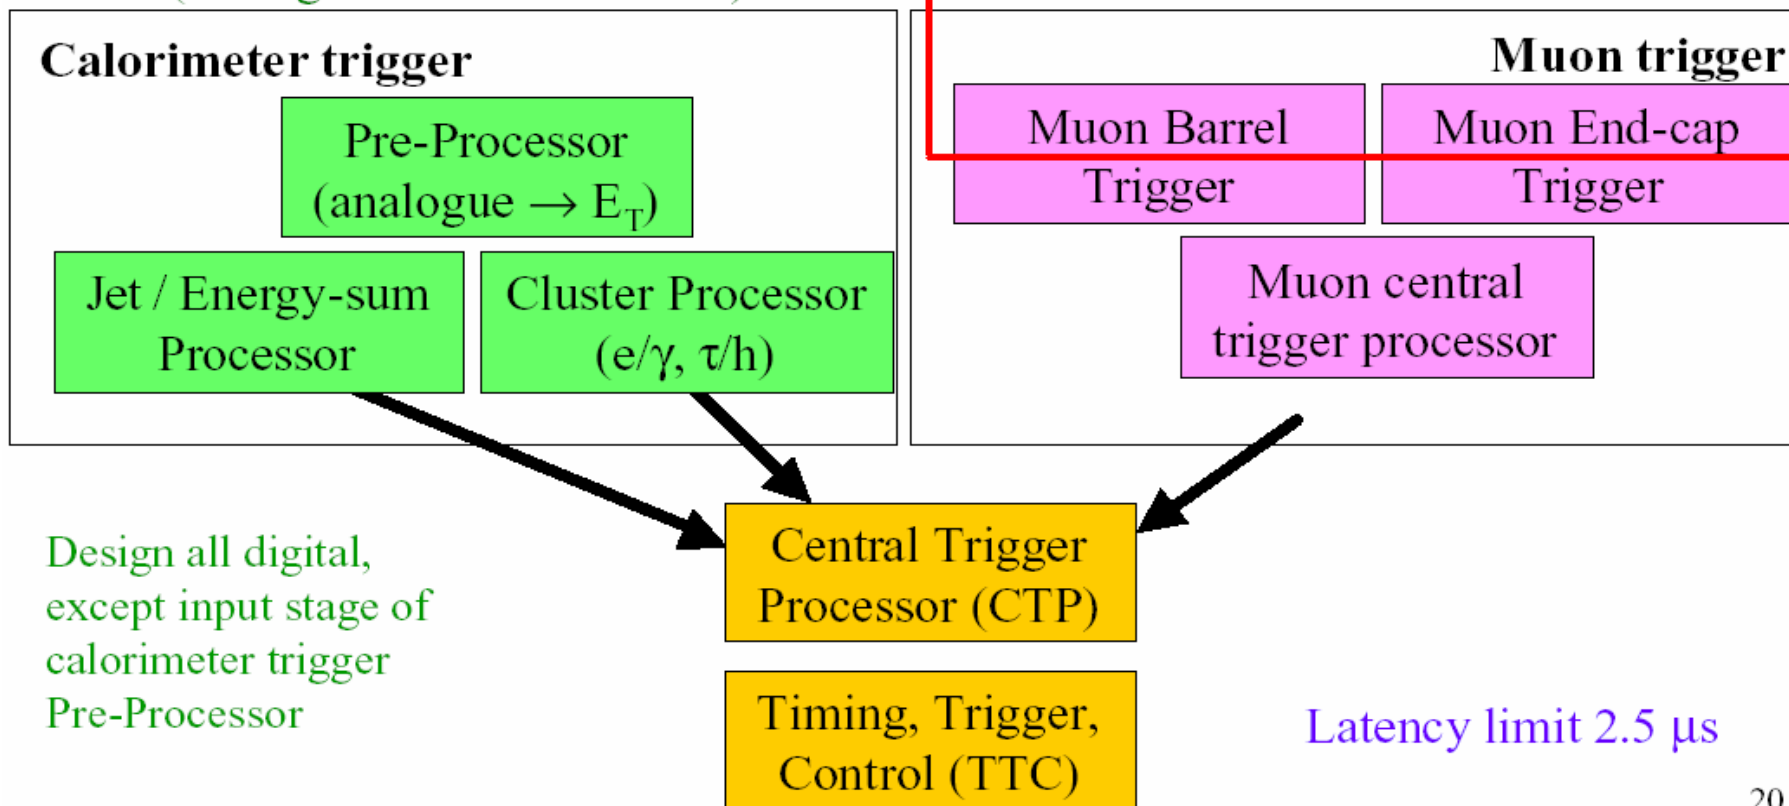 Calorimeter trigger
Pre-Processor
(analogue → E_T)
Jet / Energy-sum
Processor
Cluster Processor
(e/γ, τ/h)
Muon trigger
Muon Barrel
Trigger
Muon End-cap
Trigger
Muon central
trigger processor
Design all digital,
except input stage of
calorimeter trigger
Pre-Processor
Central Trigger
Processor (CTP)
Timing, Trigger,
Control (TTC)
Latency limit 2.5 μs
20